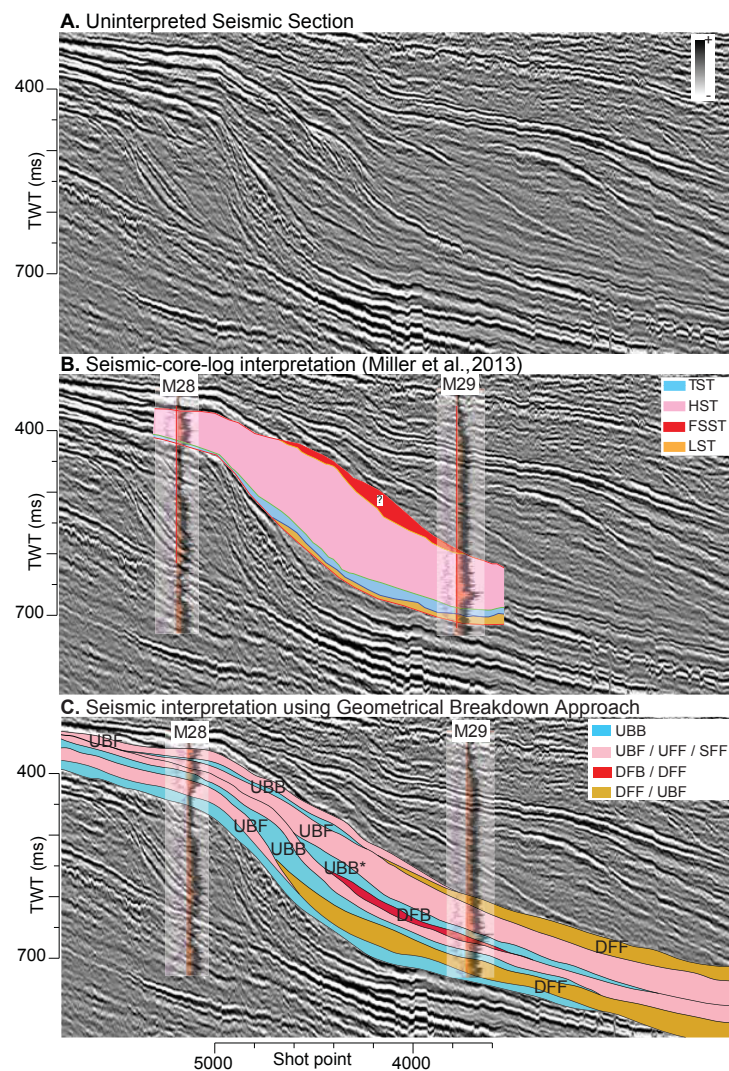 A. Uninterpreted Seismic Section
+
-
400
TWT (ms)
700
B. Seismic-core-log interpretation (Miller et al.,2013)
M28
M29
TST
HST
FSST
LST
400
?
TWT (ms)
700
C. Seismic interpretation using Geometrical Breakdown Approach
M28
M29
UBB
UBF / UFF / SFF
DFB / DFF
DFF / UBF
UBF
400
UBB
UBF
UBF
UBB
UBB*
TWT (ms)
DFB
DFF
700
DFF
5000
Shot point
4000